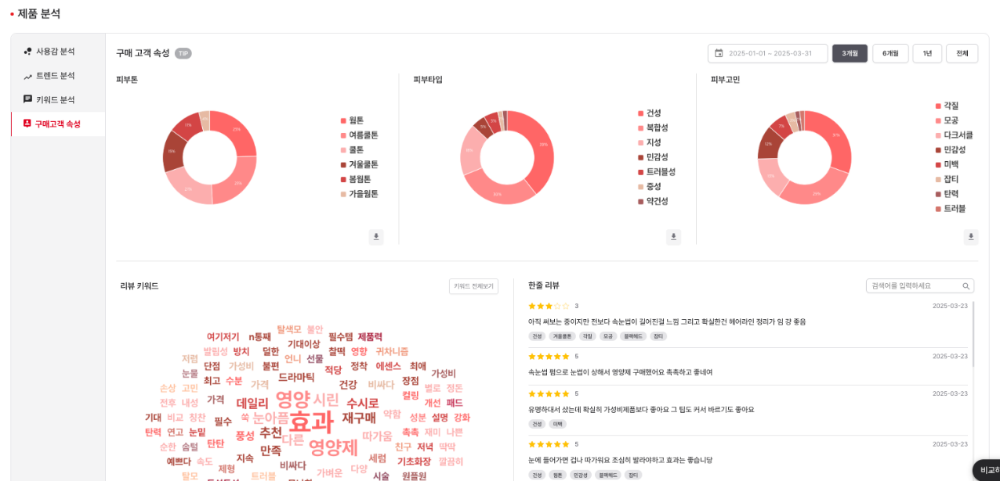 제품 분석
사용감 분석
트렌드 분석
키워드 분석
구매고객 속성
구매 고객 속성 TIP
2025-01-01 ~ 2025-03-31
3개월 6개월 1년 전체
피부톤
웜톤
여름쿨톤
쿨톤
겨울쿨톤
봄웜톤
가을웜톤
피부타입
건성
복합성
지성
민감성
트러블성
중성
약건성
피부고민
각질
모공
다크서클
민감성
미백
잡티
탄력
트러블
리뷰 키워드
키워드 전체보기
탈색모 불안
여기저기 n통째 기대이상 필수템 제품력
발림성 방치 덜한 찰떡 영향 귀차니즘
저렴 언니 선물
단점 가성비 불편 적당 정착 에센스 최애
눈물 드라마틱 가성비
최고 수분 가격 건강 비싸다 장점
손상 고민 별로 정돈
가격 영양 시린 컬링
전후 내성 데일리 수시로 개선 패드
기대 비교 칭찬 필수 쑥 눈아픔 효과 재구매 약함 성분 설명 강화
탄력 연고 눈밑 풍성 추천 다른 따가움 촉촉 재미 나쁜
순한 솜털 탄탄 만족 영양제 친구 저녁 딱딱
예쁘다 속도 지속 비싸다 세럼 기초화장 깔끔히
탈모 제형 트러블 가벼운 다양 시술 원플원
한줄 리뷰
검색어를 입력하세요
3 2025-03-23
아직 써보는 중이지만 전보다 속눈썹이 길어진걸 느낌 그리고 확실한건 헤어라인 정리가 임 걍 좋음
건성 겨울쿨톤 각질 모공 블랙헤드 잡티
5 2025-03-23
속눈썹 펌으로 눈썹이 상해서 영양제 구매했어요 촉촉하고 좋네여
5 2025-03-23
유명하대서 샀는데 확실히 가성비제품보다 좋아요 그 팁도 커서 바르기도 좋아요
건성 미백
5 2025-03-23
눈에 들어가면 겁나 따가워요 조심히 발라야하고 효과는 좋습니당
건성 웜톤 민감성 블랙헤드 잡티